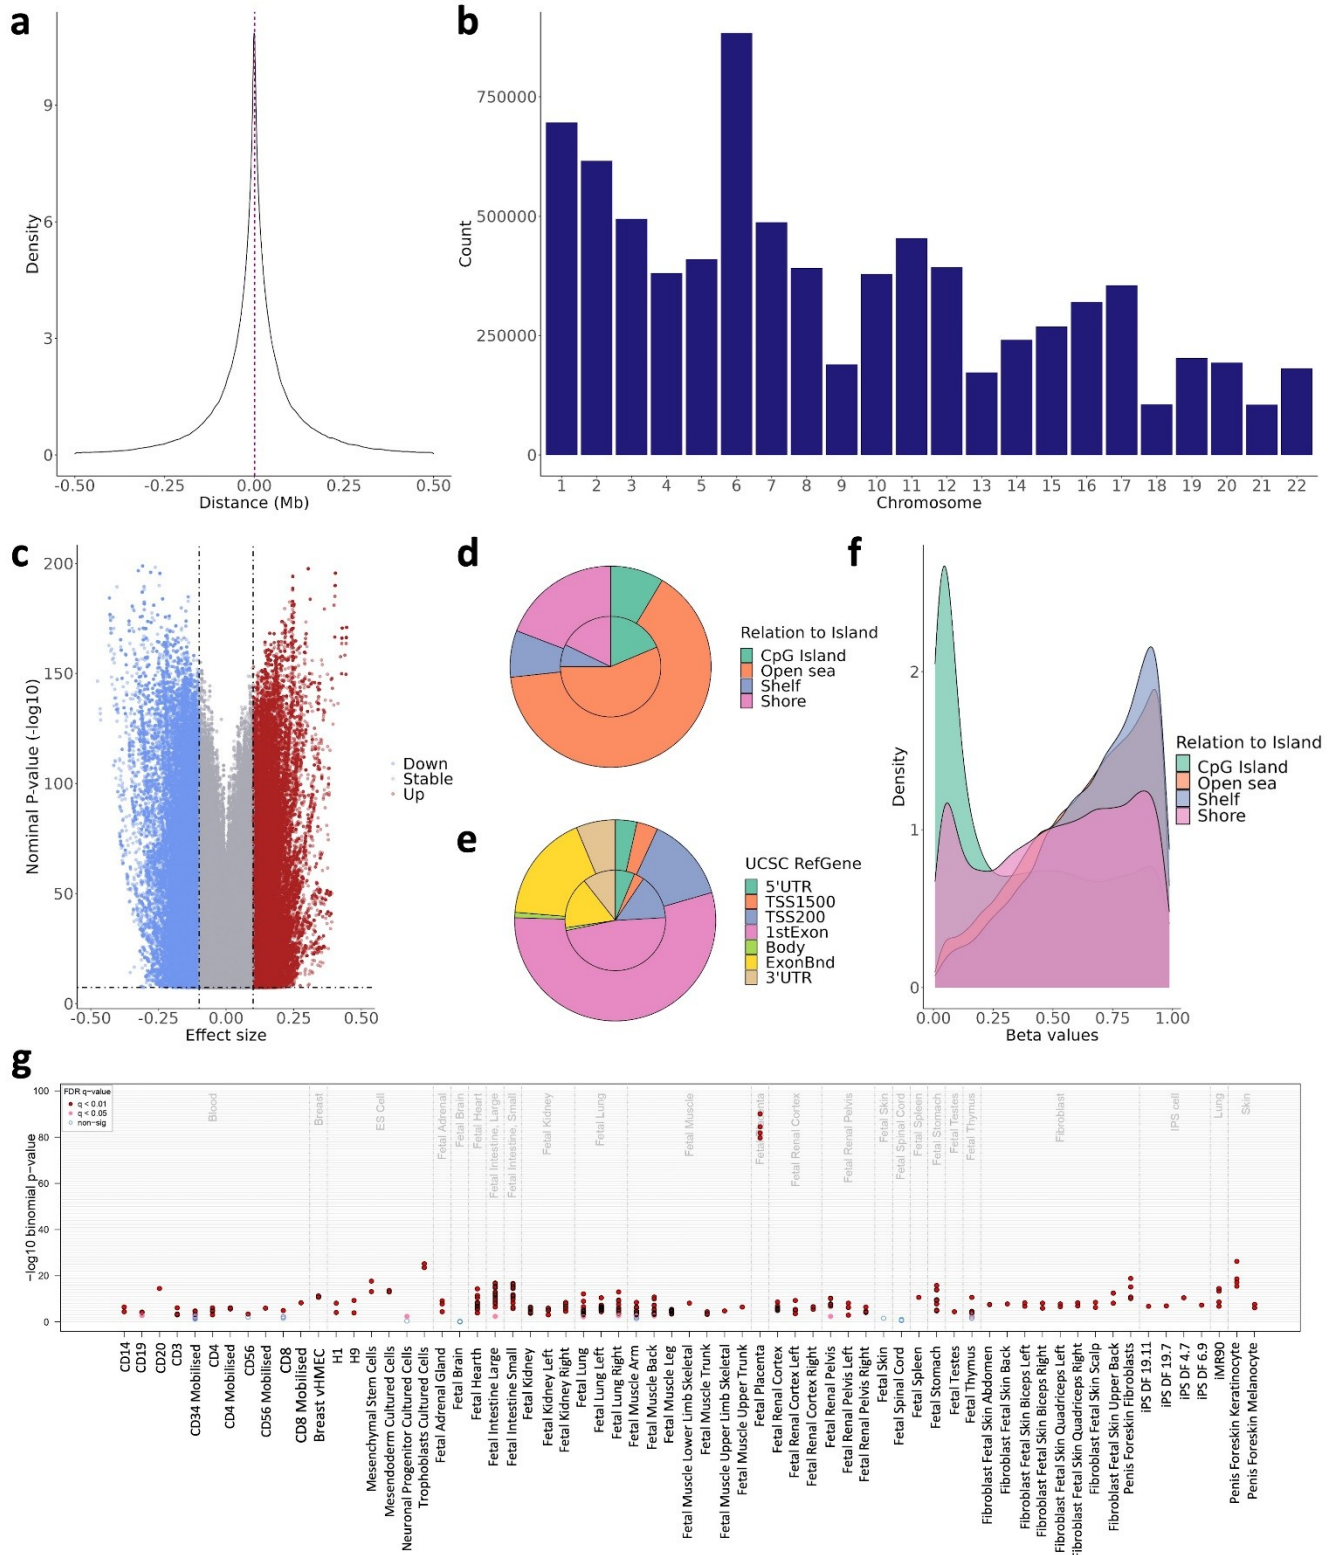 a
9
6
3
0
Density
-0.50
-0.25
0.00
0.25
0.50
Distance (Mb)
b
750000
500000
250000
0
Count
1 2 3 4 5 6 7 8 9 10 11 12 13 14 15 16 17 18 19 20 21 22
Chromosome
c
200
150
100
50
0
Nominal P-value (-log10)
-0.50
-0.25
0.00
0.25
0.50
Effect size
Down
Stable
Up
d
Relation to Island
CpG Island
Open sea
Shelf
Shore
e
UCSC RefGene
5'UTR
TSS1500
TSS200
1stExon
Body
ExonBnd
3'UTR
f
2
1
0
Density
0.00
0.25
0.50
0.75
1.00
Beta values
Relation to Island
CpG Island
Open sea
Shelf
Shore
g
FDR q-value
q < 0.01
q < 0.05
non-sig
100
80
60
40
20
0
−log10 binomial p-value
Blood
Breast
ES Cell
Fetal Adrenal
Fetal Brain
Fetal Heart
Fetal Intestine, Large
Fetal Intestine, Small
Fetal Kidney
Fetal Lung
Fetal Muscle
Fetal Renal Cortex
Fetal Renal Pelvis
Fetal Skin
Fetal Spinal Cord
Fetal Spleen
Fetal Stomach
Fetal Testes
Fetal Thymus
Fibroblast
IPS cell
Lung
Skin
CD14
CD19
CD20
CD3
CD34 Mobilised
CD4
CD4 Mobilised
CD56
CD56 Mobilised
CD8
CD8 Mobilised
Breast vHMEC
H1
H9
Mesenchymal Stem Cells
Mesendoderm Cultured Cells
Neuronal Progenitor Cultured Cells
Trophoblasts Cultured Cells
Fetal Adrenal Gland
Fetal Brain
Fetal Hearth
Fetal Intestine Large
Fetal Intestine Small
Fetal Kidney
Fetal Kidney Left
Fetal Kidney Right
Fetal Lung
Fetal Lung Left
Fetal Lung Right
Fetal Muscle Arm
Fetal Muscle Back
Fetal Muscle Leg
Fetal Muscle Lower Limb Skeletal
Fetal Muscle Trunk
Fetal Muscle Upper Limb Skeletal
Fetal Muscle Upper Trunk
Fetal Placenta
Fetal Renal Cortex
Fetal Renal Cortex Left
Fetal Renal Cortex Right
Fetal Renal Pelvis
Fetal Renal Pelvis Left
Fetal Renal Pelvis Right
Fetal Skin
Fetal Spinal Cord
Fetal Spleen
Fetal Stomach
Fetal Testes
Fetal Thymus
Fibroblast Fetal Skin Abdomen
Fibroblast Fetal Skin Back
Fibroblast Fetal Skin Biceps Left
Fibroblast Fetal Skin Biceps Right
Fibroblast Fetal Skin Quadriceps Left
Fibroblast Fetal Skin Quadriceps Right
Fibroblast Fetal Skin Scalp
Fibroblast Fetal Skin Upper Back
Penis Foreskin Fibroblasts
iPS DF 19.11
iPS DF 19.7
iPS DF 4.7
iPS DF 6.9
iMR90
Penis Foreskin Keratinocyte
Penis Foreskin Melanocyte